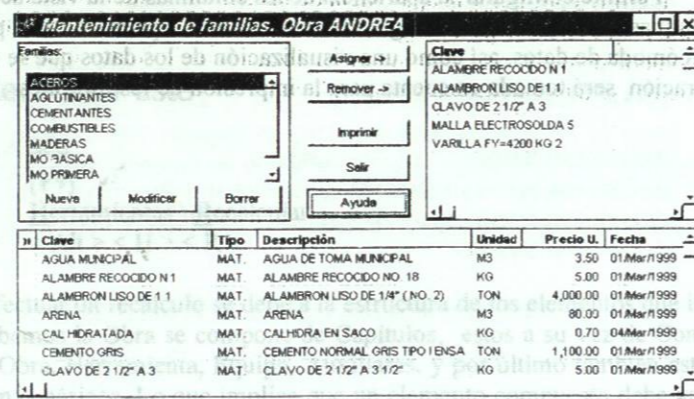 Mantenimiento de familias. Obra ANDREA
Familias:
ACEROS
AGLUTINANTES
CEMENTANTES
COMBUSTIBLES
MADERAS
MO BASICA
MO PRIMERA
Nueva Modificar Borrar
Asignar ->
Remover ->
Imprimir
Salir
Ayuda
Clave
ALAMBRE RECOCIDO N 1
ALAMBRON LISO DE 1 1
CLAVO DE 2 1/2" A 3
MALLA ELECTROSOLDA 5
VARILLA FY=4200 KG 2
» Clave Tipo Descripción Unidad Precio U. Fecha
AGUA MUNICPAL MAT. AGUA DE TOMA MUNICIPAL M3 3.50 01/Mar/1999
ALAMBRE RECOCIDO N 1 MAT. ALAMBRE RECOCIDO NO. 18 KG 5.00 01/Mar/1999
ALAMBRON LISO DE 1 1 MAT. ALAMBRON LISO DE 1/4" ( NO. 2) TON 4,000.00 01/Mar/1999
ARENA MAT. ARENA M3 80.00 01/Mar/1999
CAL HIDRATADA MAT. CALHIDRA EN SACO KG 0.70 04/Mar/1999
CEMENTO GRIS MAT. CEMENTO NORMAL GRIS TIPO I ENSA TON 1,100.00 01/Mar/1999
CLAVO DE 2 1/2" A 3 MAT. CLAVO DE 2 1/2" A 3 1/2" KG 5.00 01/Mar/1999